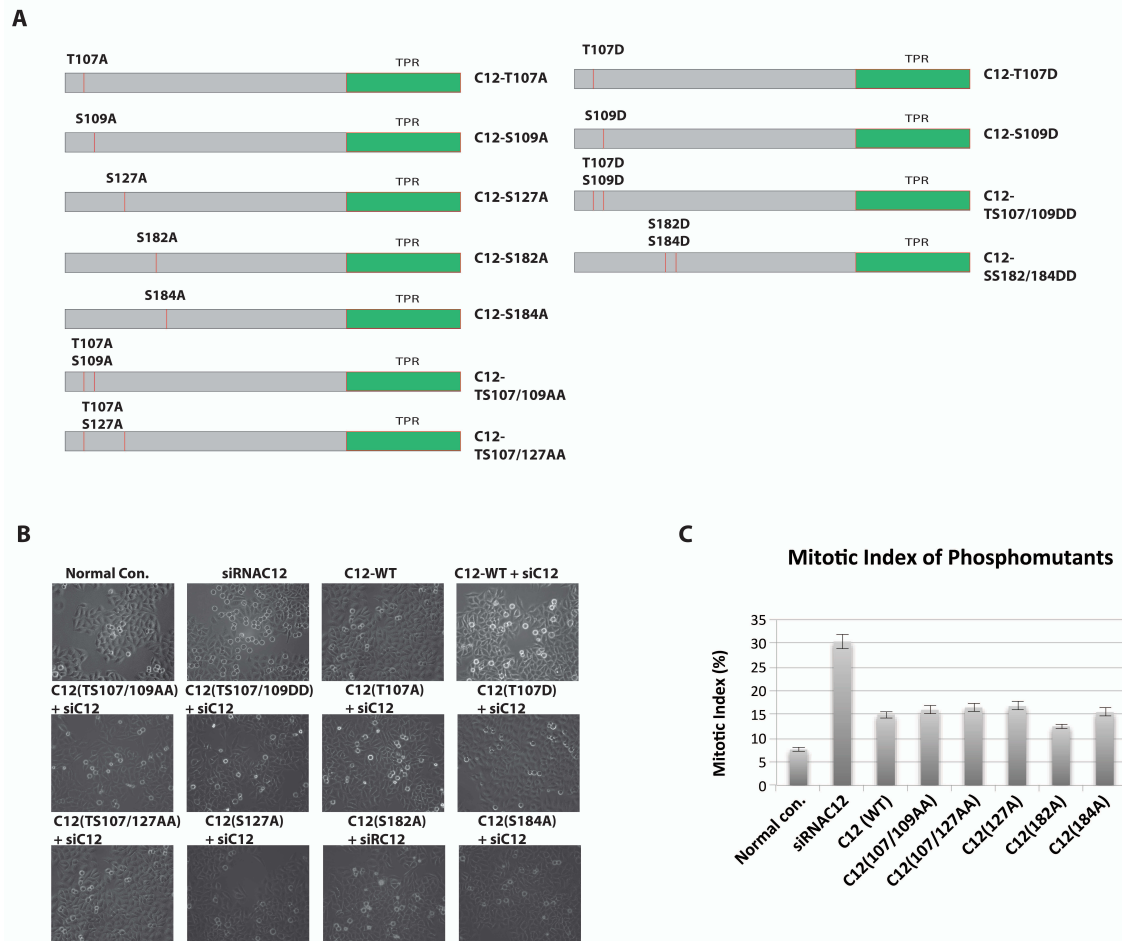 A
T107A
TPR
C12-T107A
S109A
TPR
C12-S109A
S127A
TPR
C12-S127A
S182A
TPR
C12-S182A
S184A
TPR
C12-S184A
T107A
S109A
TPR
C12-
TS107/109AA
T107A
S127A
TPR
C12-
TS107/127AA
T107D
TPR
C12-T107D
S109D
TPR
C12-S109D
T107D
S109D
TPR
C12-
TS107/109DD
S182D
S184D
TPR
C12-
SS182/184DD
B
Normal Con.
siRNAC12
C12-WT
C12-WT + siC12
C12(TS107/109AA)
+ siC12
C12(TS107/109DD)
+ siC12
C12(T107A)
+ siC12
C12(T107D)
+ siC12
C12(TS107/127AA)
+ siC12
C12(S127A)
+ siC12
C12(S182A)
+ siRC12
C12(S184A)
+ siC12
C
Mitotic Index of Phosphomutants
Mitotic Index (%)
35
30
25
20
15
10
5
0
Normal con.
siRNAC12
C12 (WT)
C12(107/109AA)
C12(107/127AA)
C12(127A)
C12(182A)
C12(184A)